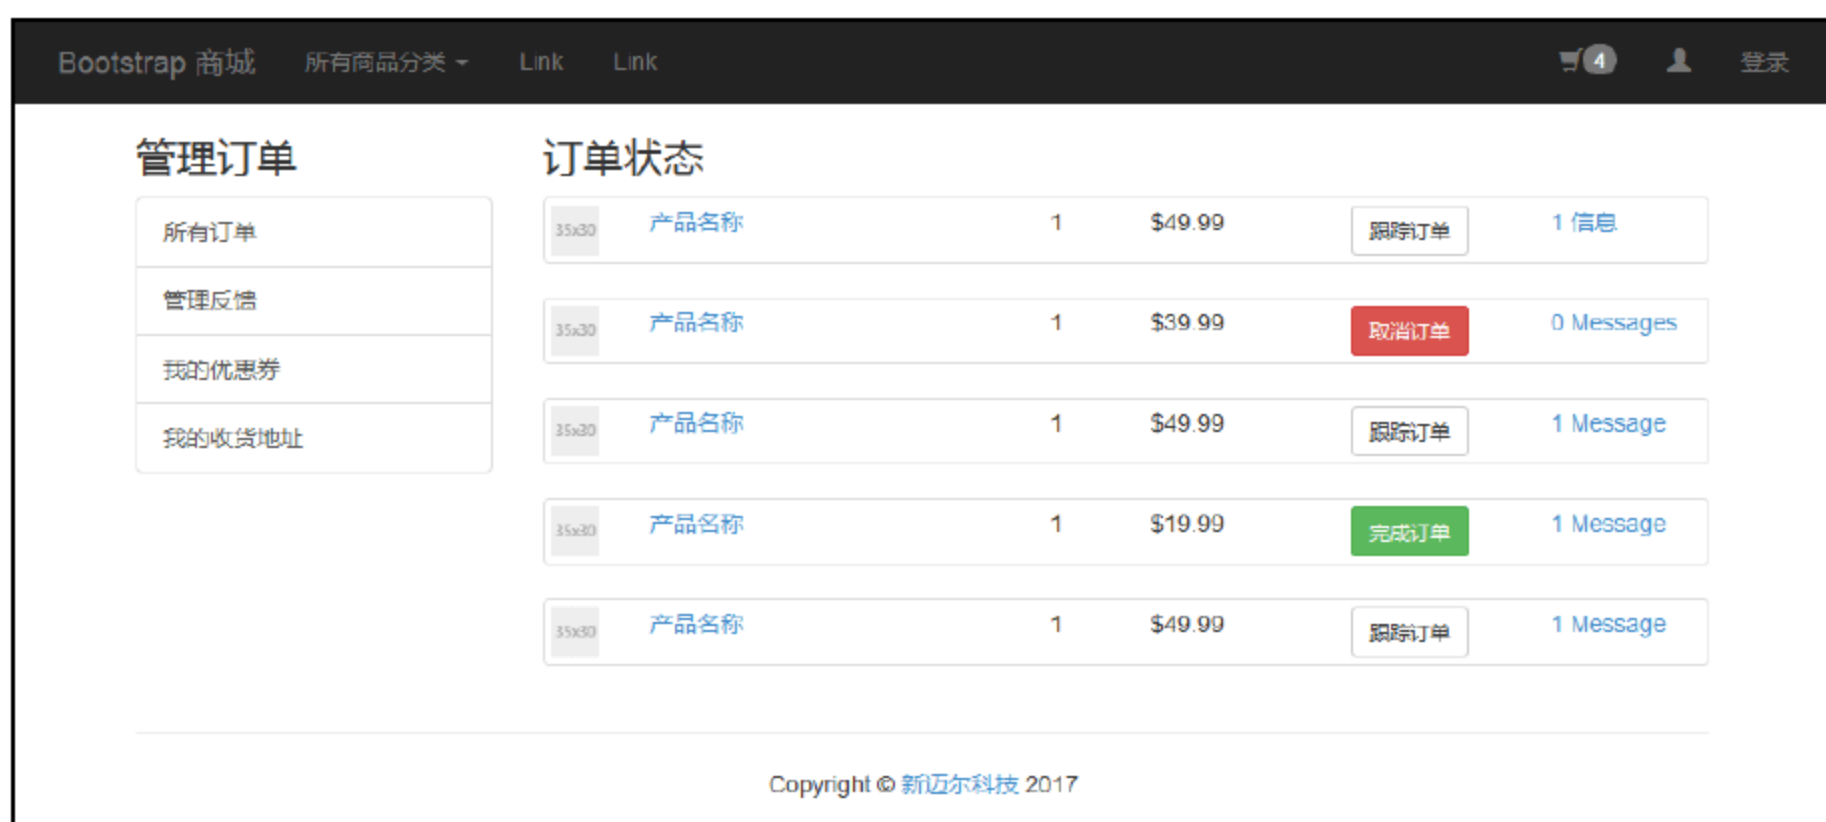 Bootstrap 商城 所有商品分类 Link Link 4 登录
管理订单
所有订单
管理反馈
我的优惠券
我的收货地址
订单状态
35x30 产品名称 1 $49.99 跟踪订单 1 信息
35x30 产品名称 1 $39.99 取消订单 0 Messages
35x30 产品名称 1 $49.99 跟踪订单 1 Message
35x30 产品名称 1 $19.99 完成订单 1 Message
35x30 产品名称 1 $49.99 跟踪订单 1 Message
Copyright © 新迈尔科技 2017